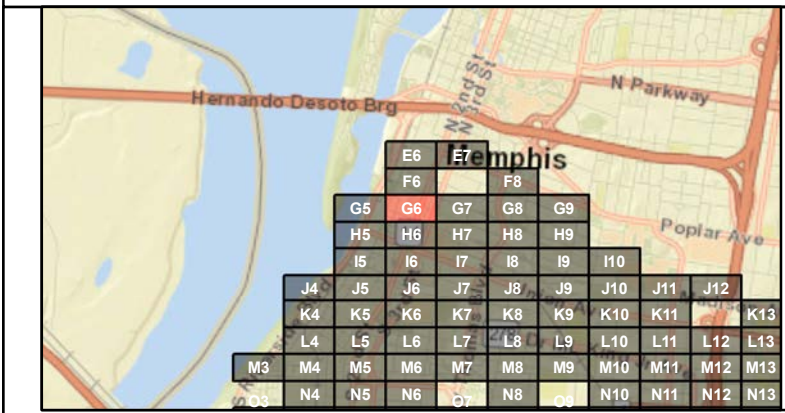 N Parkway
Hernando Desoto Brg
N 2nd St
N 3rd St
E6 E7 Memphis
F6 F8
G5 G6 G7 G8 G9
Poplar Ave
H5 H6 H7 H8 H9
I5 I6 I7 I8 I9 I10
J4 J5 J6 J7 J8 J9 J10 J11 J12
K4 K5 K6 K7 K8 K9 K10 K11 K13
L4 L5 L6 L7 L8 L9 L10 L11 L12 L13
M3 M4 M5 M6 M7 M8 M9 M10 M11 M12 M13
N4 N5 N6 N8 N10 N11 N12 N13
O3 O7 O9
S Riverside Blvd
Union Ave